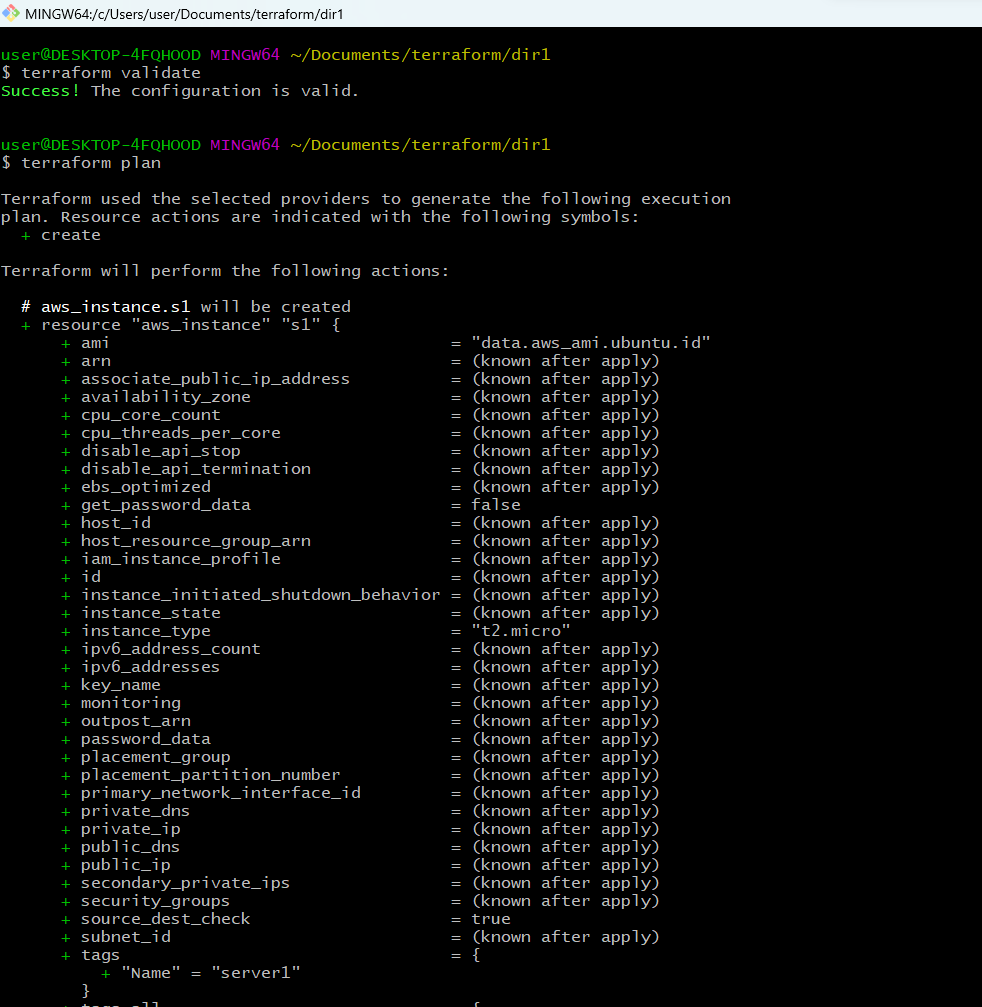 MINGW64:/c/Users/user/Documents/terraform/dir1
user@DESKTOP-4FQHOOD MINGW64 ~/Documents/terraform/dir1
$ terraform validate
Success! The configuration is valid.
user@DESKTOP-4FQHOOD MINGW64 ~/Documents/terraform/dir1
$ terraform plan
Terraform used the selected providers to generate the following execution
plan. Resource actions are indicated with the following symbols:
  + create
Terraform will perform the following actions:
  # aws_instance.s1 will be created
  + resource "aws_instance" "s1" {
      + ami                                  = "data.aws_ami.ubuntu.id"
      + arn                                  = (known after apply)
      + associate_public_ip_address          = (known after apply)
      + availability_zone                    = (known after apply)
      + cpu_core_count                       = (known after apply)
      + cpu_threads_per_core                 = (known after apply)
      + disable_api_stop                     = (known after apply)
      + disable_api_termination              = (known after apply)
      + ebs_optimized                        = (known after apply)
      + get_password_data                    = false
      + host_id                              = (known after apply)
      + host_resource_group_arn              = (known after apply)
      + iam_instance_profile                 = (known after apply)
      + id                                   = (known after apply)
      + instance_initiated_shutdown_behavior = (known after apply)
      + instance_state                       = (known after apply)
      + instance_type                        = "t2.micro"
      + ipv6_address_count                   = (known after apply)
      + ipv6_addresses                       = (known after apply)
      + key_name                             = (known after apply)
      + monitoring                           = (known after apply)
      + outpost_arn                          = (known after apply)
      + password_data                        = (known after apply)
      + placement_group                      = (known after apply)
      + placement_partition_number           = (known after apply)
      + primary_network_interface_id         = (known after apply)
      + private_dns                          = (known after apply)
      + private_ip                           = (known after apply)
      + public_dns                           = (known after apply)
      + public_ip                            = (known after apply)
      + secondary_private_ips                = (known after apply)
      + security_groups                      = (known after apply)
      + source_dest_check                    = true
      + subnet_id                            = (known after apply)
      + tags                                 = {
          + "Name" = "server1"
        }